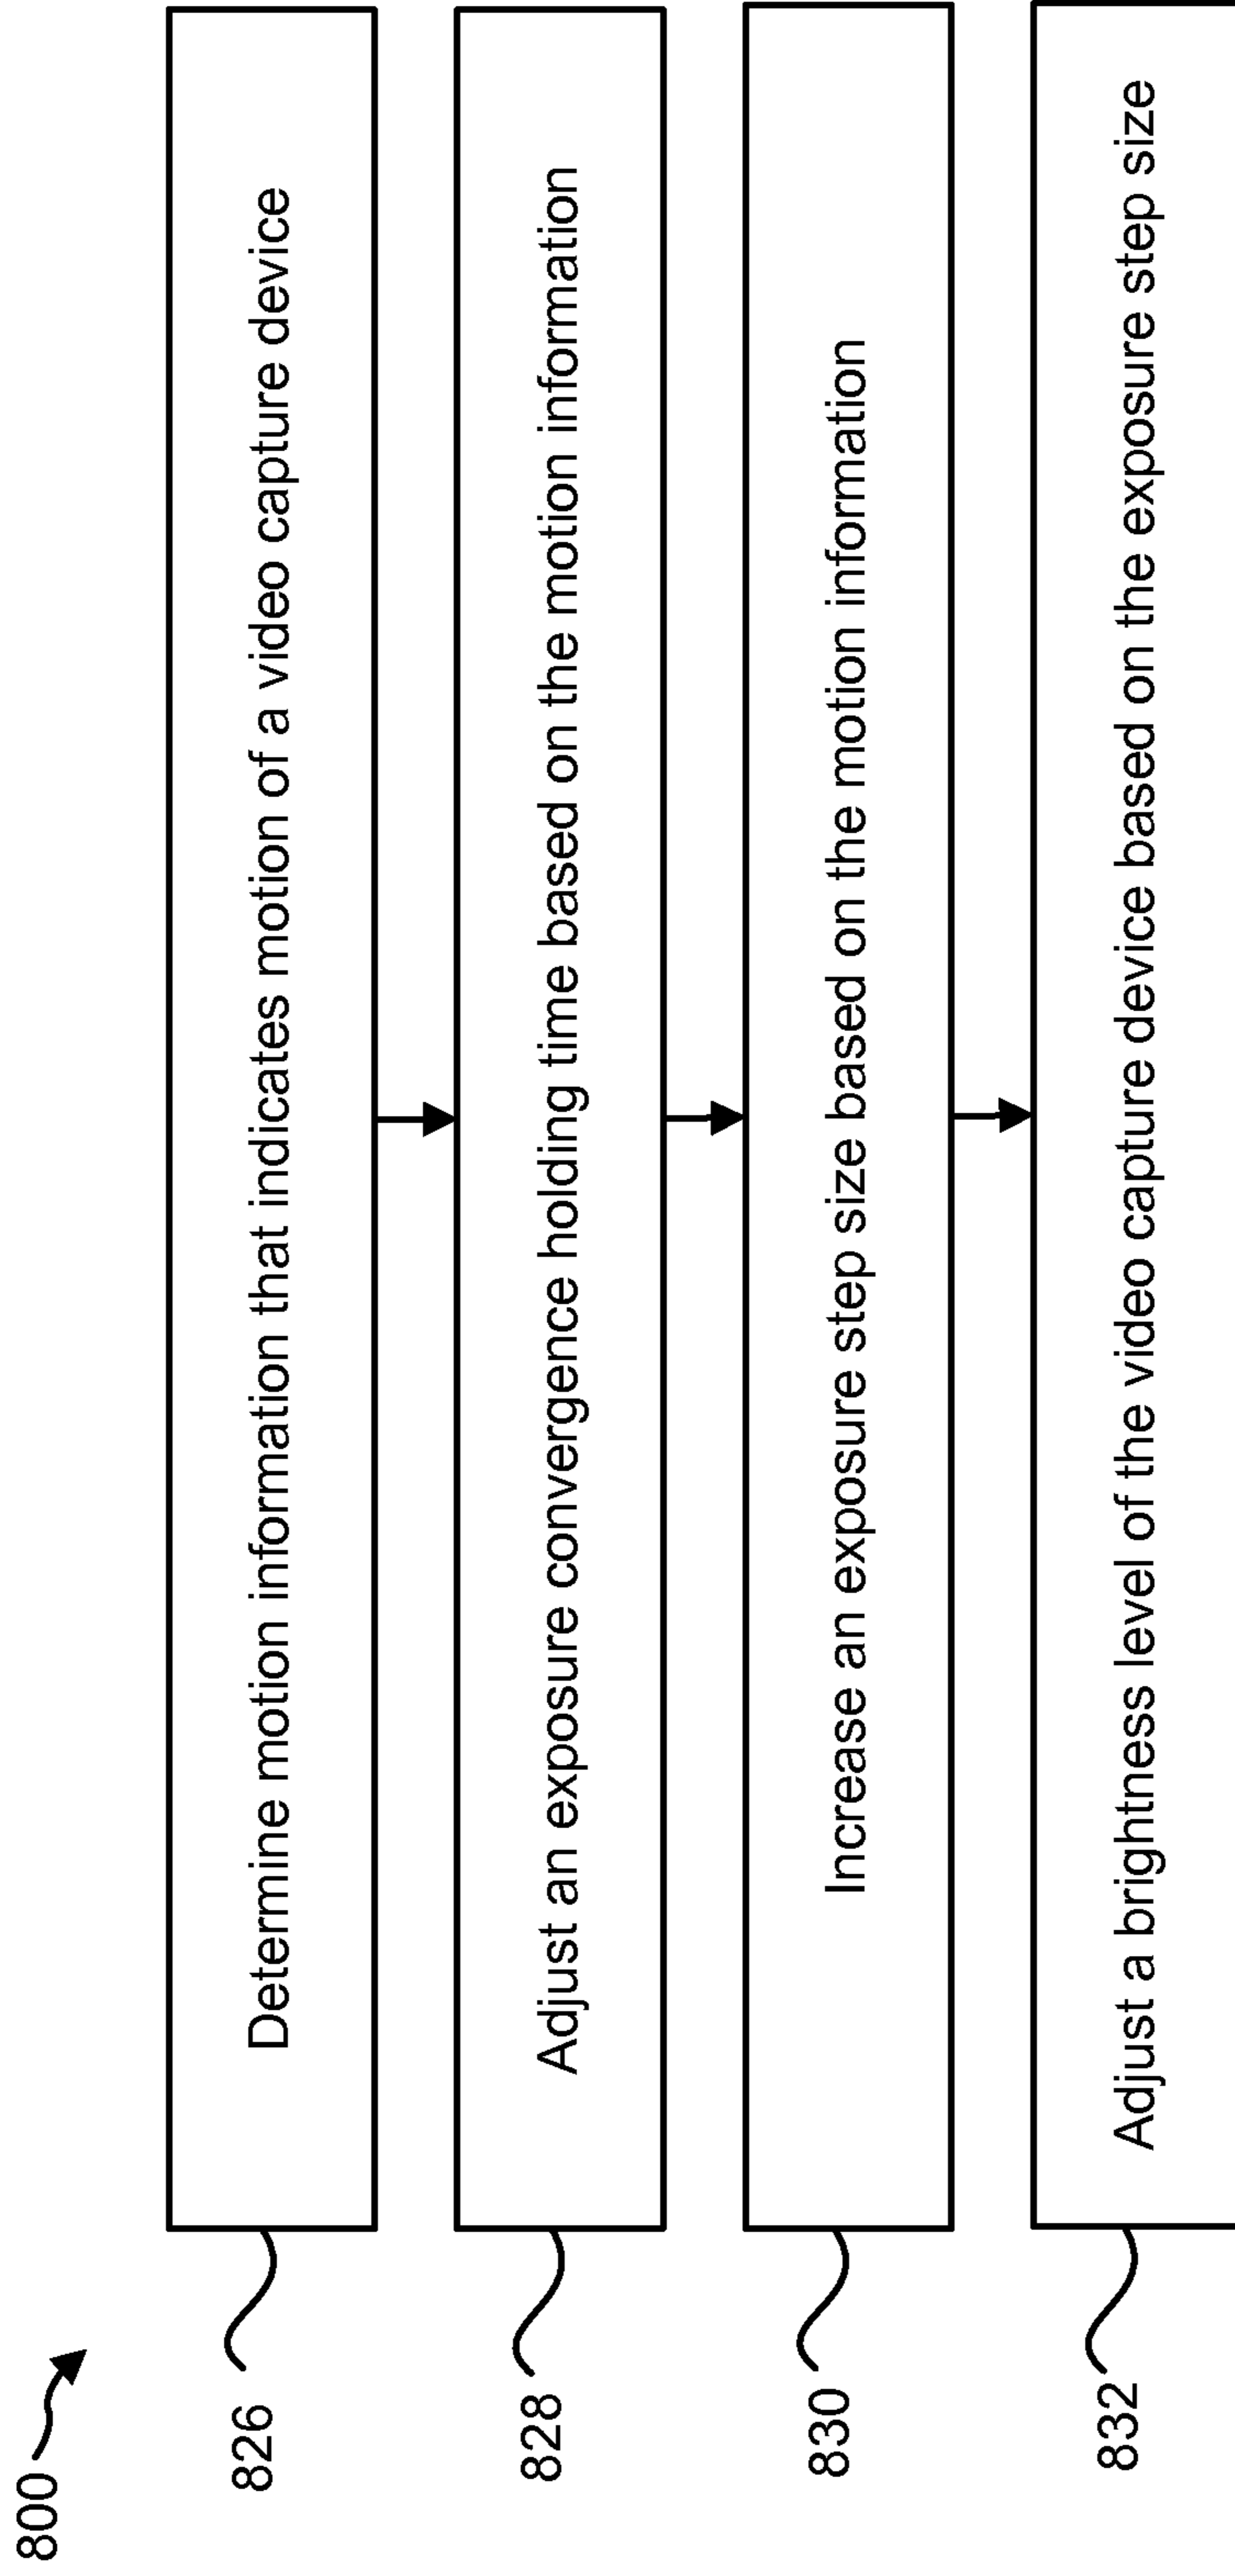 800
826
Determine motion information that indicates motion of a video capture device
828
Adjust an exposure convergence holding time based on the motion information
830
Increase an exposure step size based on the motion information
832
Adjust a brightness level of the video capture device based on the exposure step size